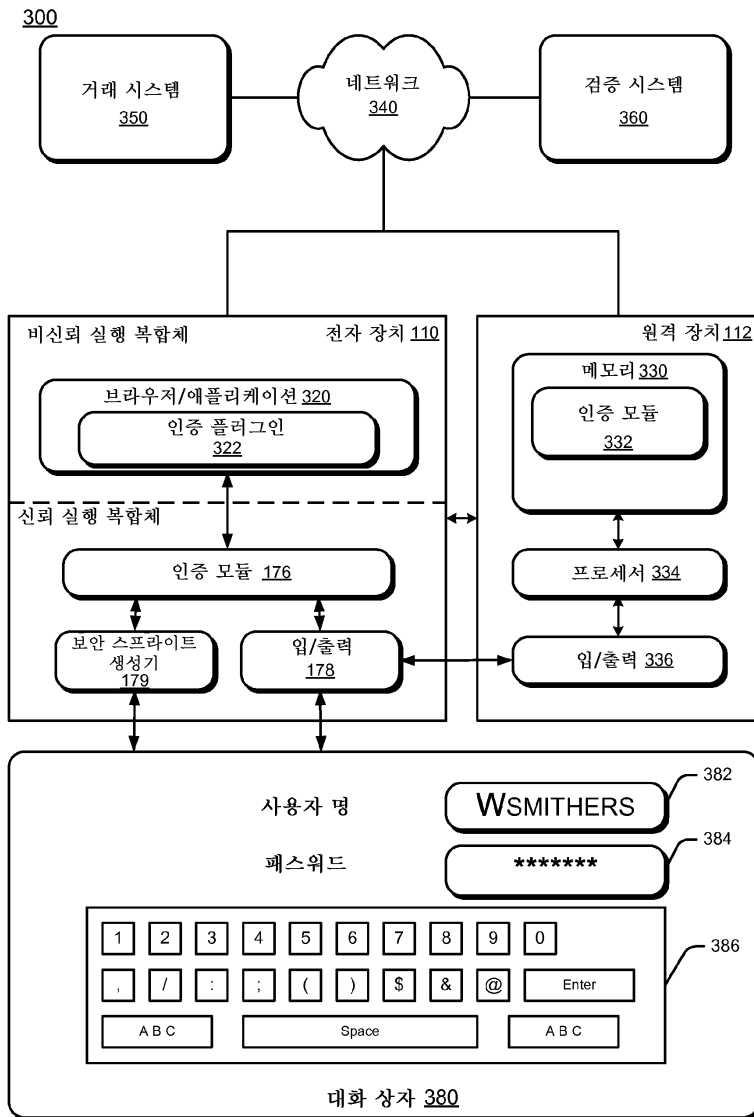 300
거래 시스템
350
네트워크
340
검증 시스템
360
비신뢰 실행 복합체
전자 장치 110
브라우저/애플리케이션 320
인증 플러그인
322
신뢰 실행 복합체
인증 모듈 176
보안 스프라이트
생성기
179
입/출력
178
원격 장치 112
메모리 330
인증 모듈
332
프로세서 334
입/출력 336
사용자 명
WSMITHERS
382
패스워드
*******
384
1 2 3 4 5 6 7 8 9 0
, / : ; ( ) $ & @ Enter
A B C Space A B C
386
대화 상자 380